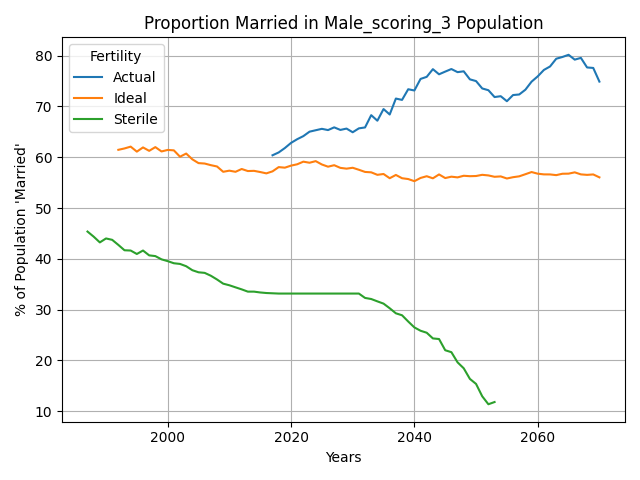 Proportion Married in Male_scoring_3 Population
Fertility
Actual
Ideal
Sterile
% of Population 'Married'
80
70
60
50
40
30
20
10
2000
2020
2040
2060
Years